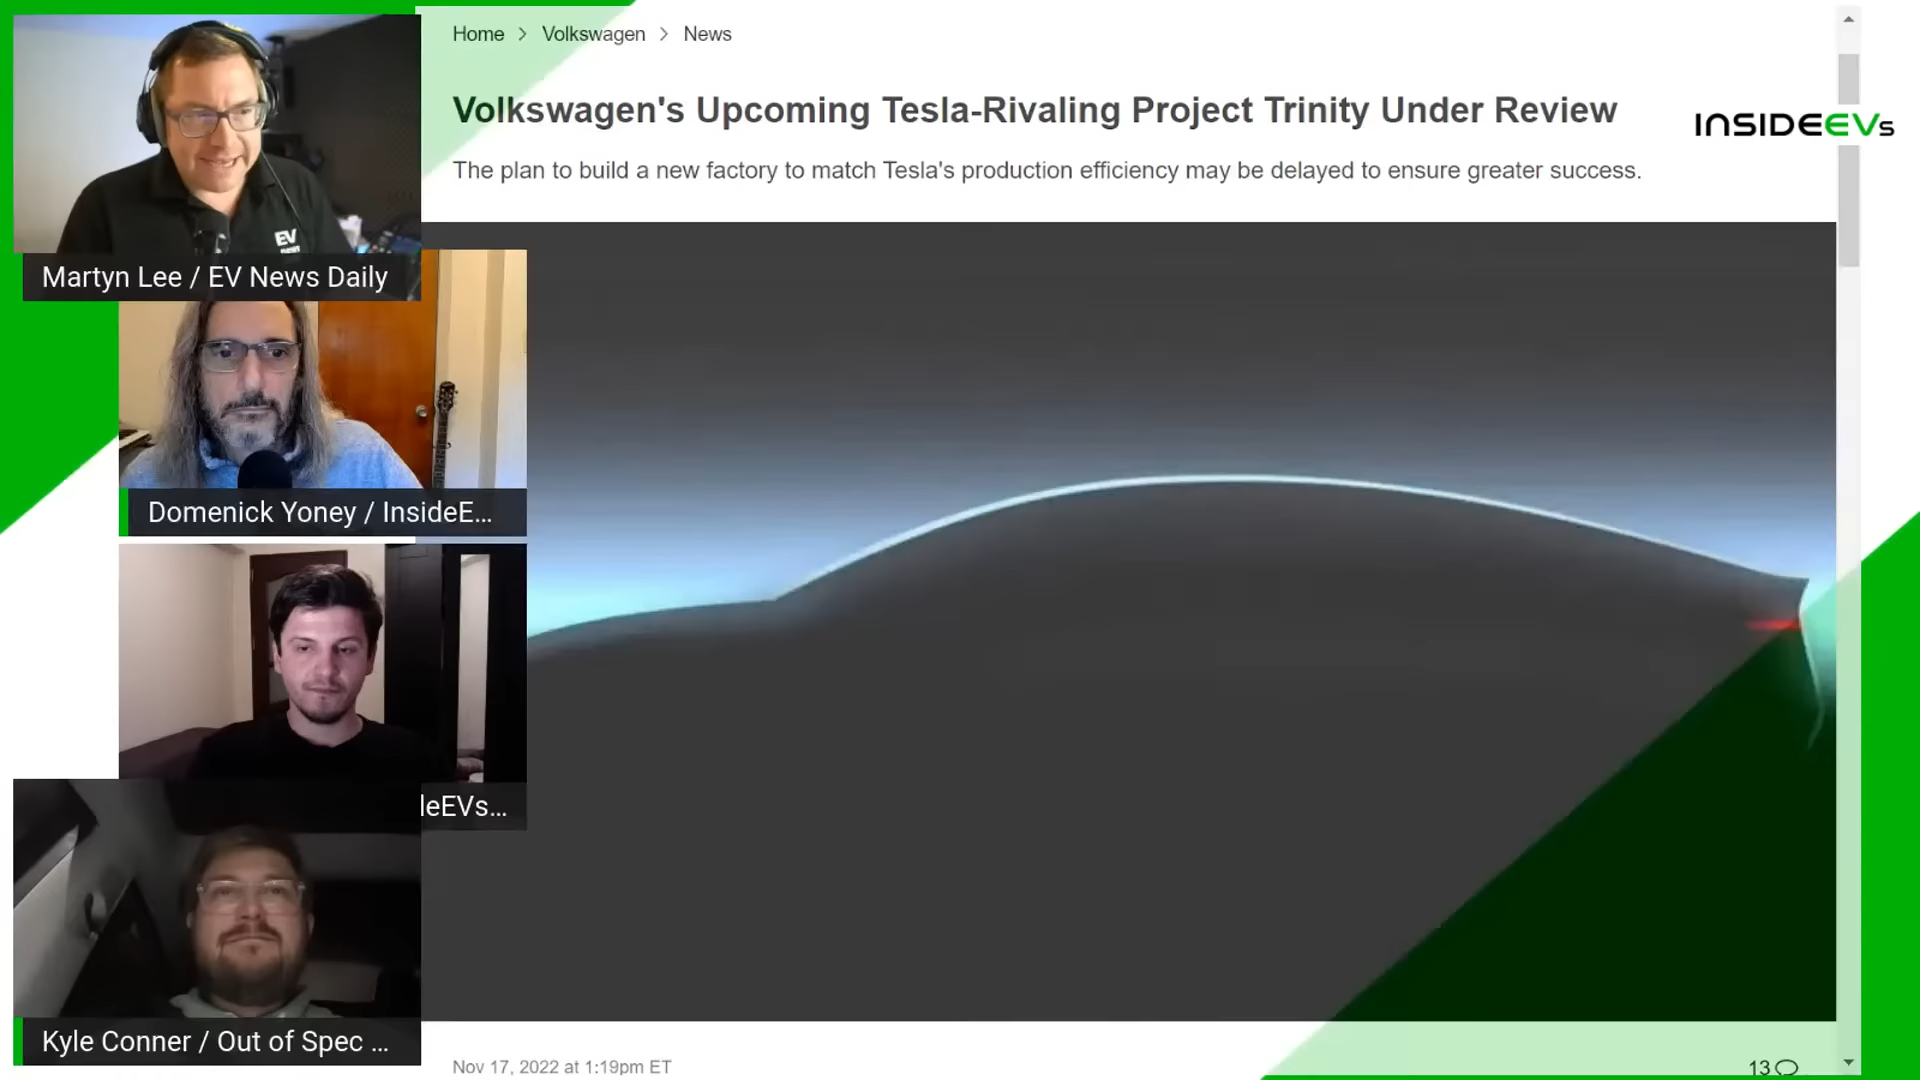 Home > Volkswagen > News
Volkswagen's Upcoming Tesla-Rivaling Project Trinity Under Review
INSIDEEVs
The plan to build a new factory to match Tesla's production efficiency may be delayed to ensure greater success.
EV
Martyn Lee / EV News Daily
Domenick Yoney / InsideE...
leEVs...
Kyle Conner / Out of Spec ...
Nov 17, 2022 at 1:19pm ET
13